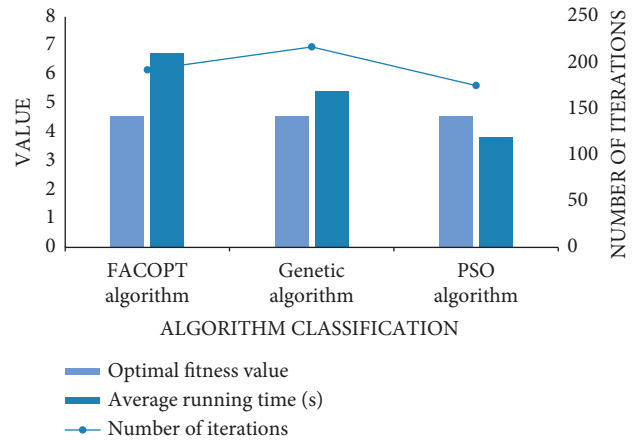 8
7
6
5
4
3
2
1
0
VALUE
250
200
150
100
50
0
NUMBER OF ITERATIONS
FACOPT
algorithm
Genetic
algorithm
PSO
algorithm
ALGORITHM CLASSIFICATION
Optimal fitness value
Average running time (s)
Number of iterations